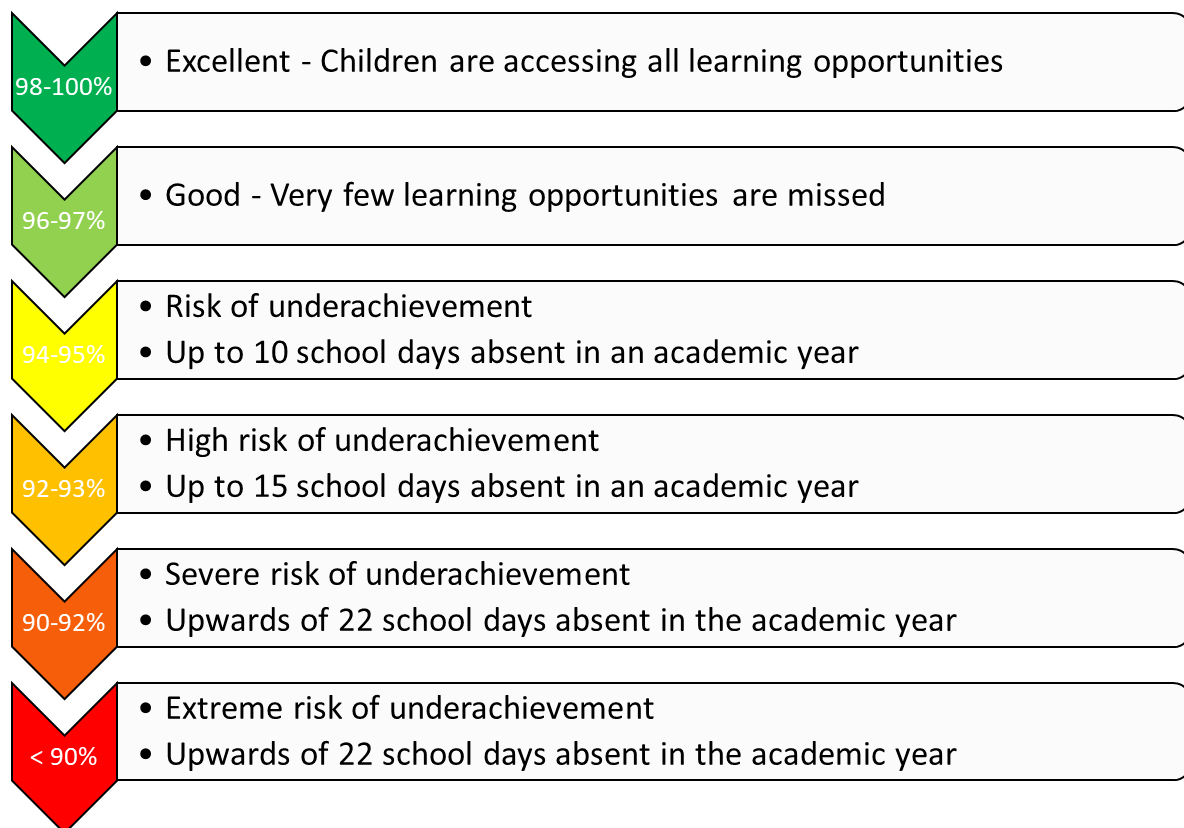 98-100%
• Excellent - Children are accessing all learning opportunities
96-97%
• Good - Very few learning opportunities are missed
94-95%
• Risk of underachievement
• Up to 10 school days absent in an academic year
92-93%
• High risk of underachievement
• Up to 15 school days absent in an academic year
90-92%
• Severe risk of underachievement
• Upwards of 22 school days absent in the academic year
< 90%
• Extreme risk of underachievement
• Upwards of 22 school days absent in the academic year